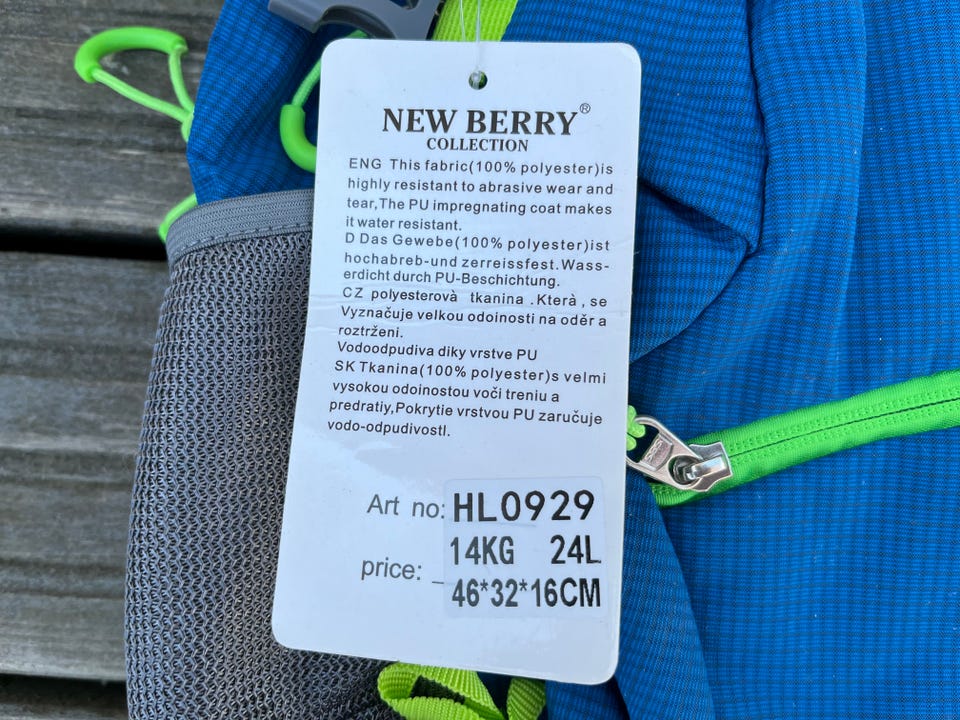 NEW BERRY®
COLLECTION
ENG This fabric(100% polyester)is
highly resistant to abrasive wear and
tear,The PU impregnating coat makes
it water resistant.
D Das Gewebe(100% polyester)ist
hochabreb-und zerreissfest.Wass-
erdicht durch PU-Beschichtung.
CZ polyesterovà tkanina .Kterà , se
Vyznačuje velkou odoinosti na oděr a
roztržení.
Vodoodpudiva diky vrstve PU
SK Tkanina(100% polyester)s velmi
vysokou odoinostou voči treniu a
predratiy,Pokrytie vrstvou PU zaručuje
vodo-odpudivostl.
Art no: HL0929
14KG 24L
price: _
46*32*16CM